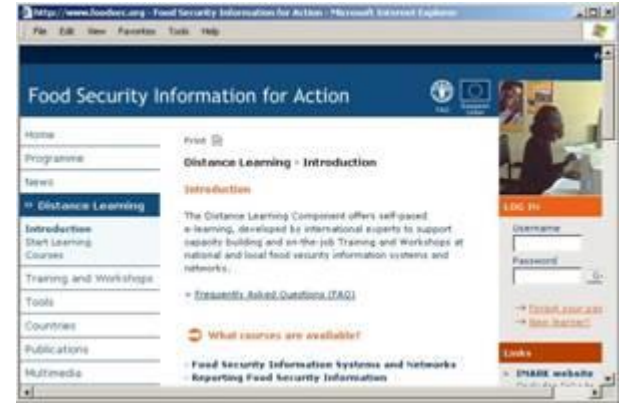 http://www.foodsec.org - Food Security Information for Action - Microsoft Internet Explorer
File Edit View Favorites Tools Help
Food Security Information for Action
FAO
European Union
Home
Programme
News
» Distance Learning
Introduction
Start Learning
Courses
Training and Workshops
Tools
Countries
Publications
Multimedia
Print
Distance Learning - Introduction
Introduction
The Distance Learning Component offers self-paced
e-learning, developed by international experts to support
capacity building and on-the-job Training and Workshops at
national and local food security information systems and
networks.
» Frequently Asked Questions (FAQ)
What courses are available?
- Food Security Information Systems and Networks
- Reporting Food Security Information
LOG IN
Username
Password
→ Forgot your pas
→ New learner?
Links
» IMARK website